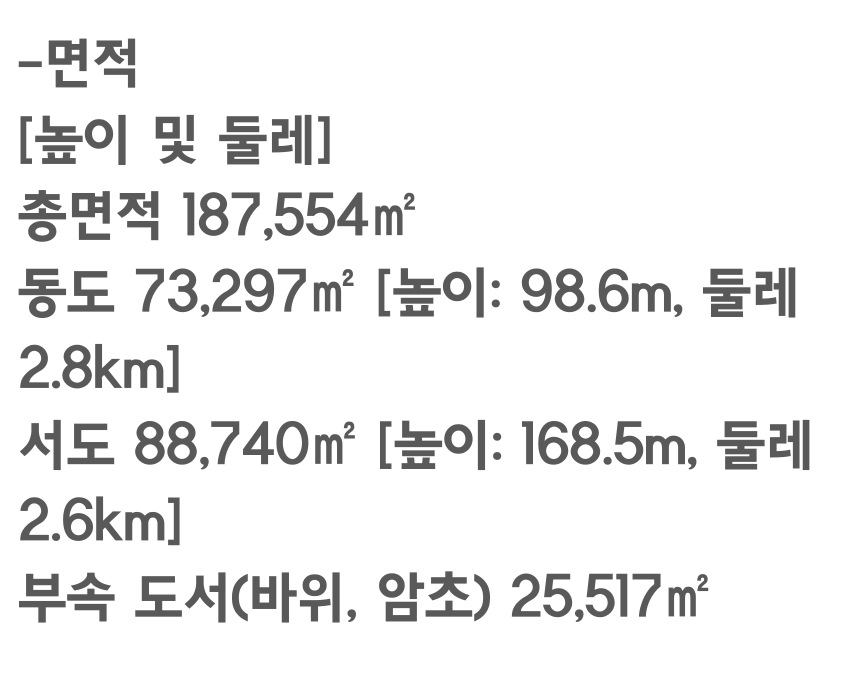 -면적
[높이 및 둘레]
총면적 187,554㎡
동도 73,297㎡ [높이: 98.6m, 둘레
2.8km]
서도 88,740㎡ [높이: 168.5m, 둘레
2.6km]
부속 도서(바위, 암초) 25,517㎡